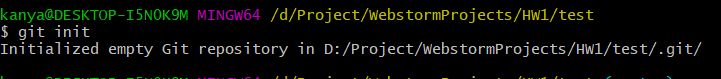 kanya@DESKTOP-I5N0K9M MINGW64 /d/Project/WebstormProjects/HW1/test
$ git init
Initialized empty Git repository in D:/Project/WebstormProjects/HW1/test/.git/